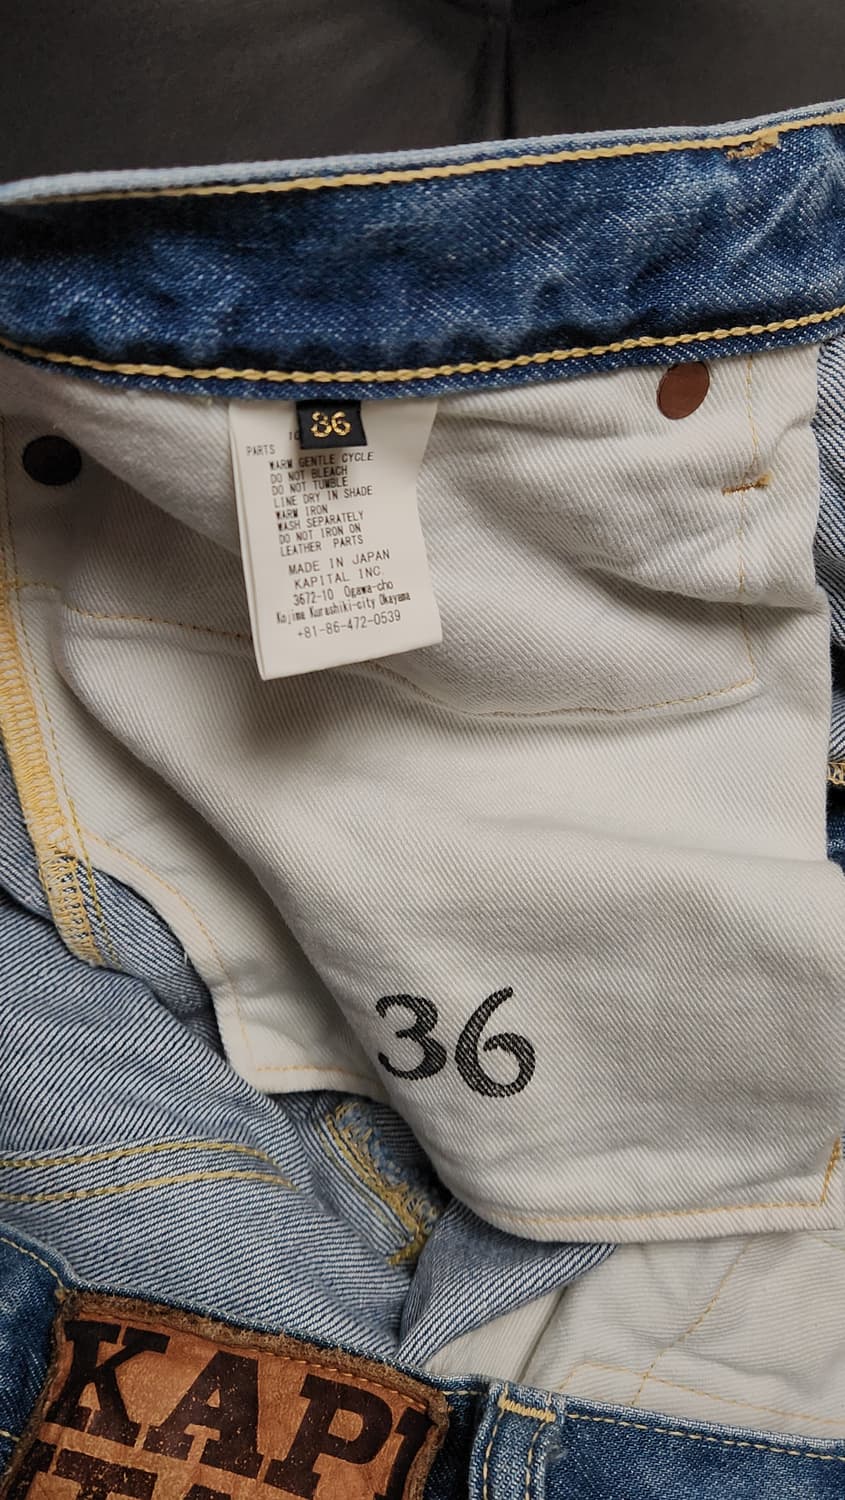 36
PARTS
WARM GENTLE CYCLE
DO NOT BLEACH
DO NOT TUMBLE
LINE DRY IN SHADE
WARM IRON
WASH SEPARATELY
DO NOT IRON ON
LEATHER PARTS
MADE IN JAPAN
KAPITAL INC.
3672-10 Ogawa-cho
Kojima Kurashiki-city Okayama
+81-86-472-0539
36
KAPI
TA